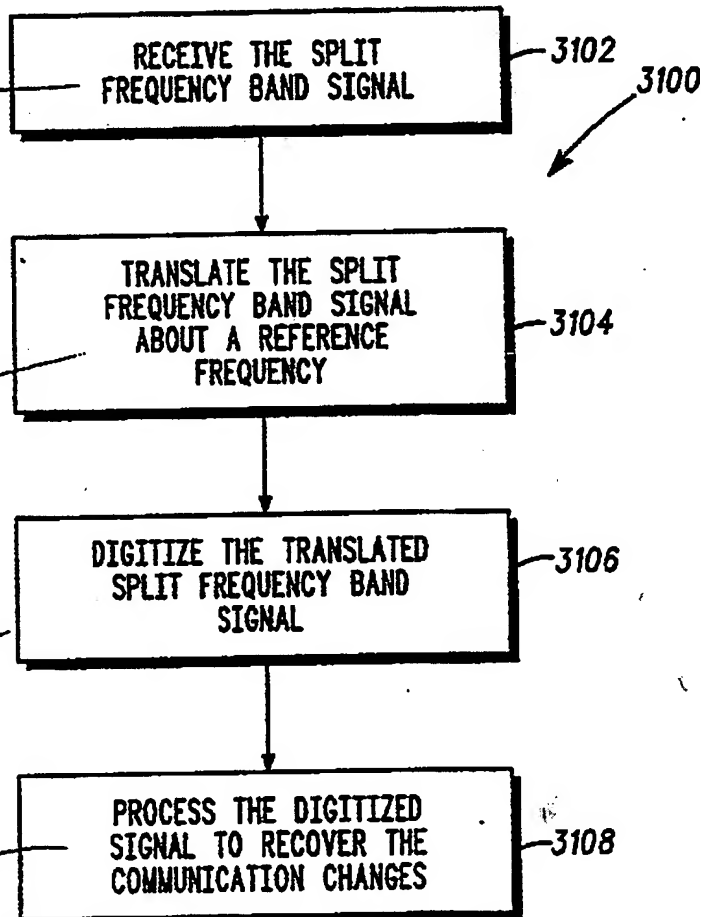 RECEIVE THE SPLIT
FREQUENCY BAND SIGNAL
3102
3100
TRANSLATE THE SPLIT
FREQUENCY BAND SIGNAL
ABOUT A REFERENCE
FREQUENCY
3104
DIGITIZE THE TRANSLATED
SPLIT FREQUENCY BAND
SIGNAL
3106
PROCESS THE DIGITIZED
SIGNAL TO RECOVER THE
COMMUNICATION CHANGES
3108